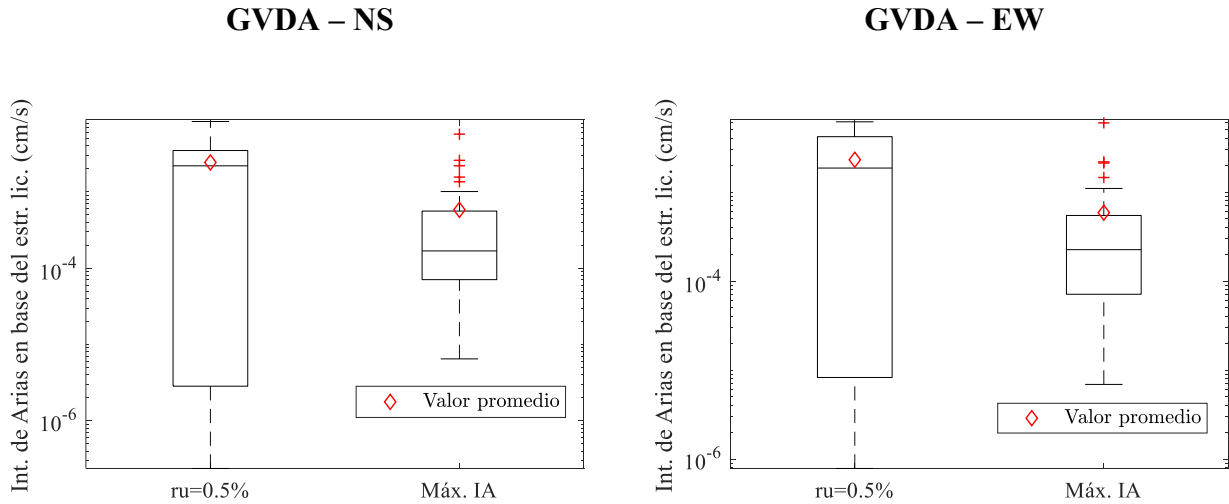 GVDA – NS
Int. de Arias en base del estr. lic. (cm/s)
10-4
10-6
ru=0.5%
Máx. IA
Valor promedio
GVDA – EW
Int. de Arias en base del estr. lic. (cm/s)
10-4
10-6
ru=0.5%
Máx. IA
Valor promedio